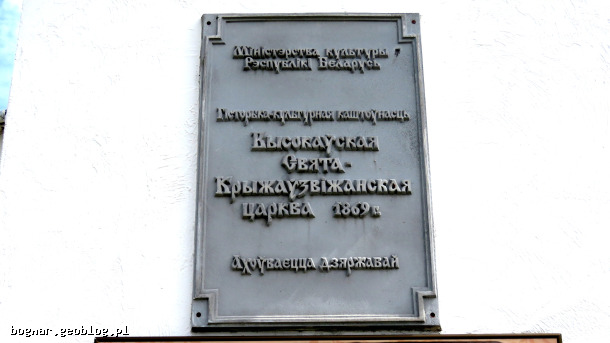 Міністэрства культуры
Рэспублікі Беларусь
Гісторыка-культурная каштоўнасць
Высокаўская
Свята-
Крыжаўзвіжанская
царква 1869 г.
Ахоўваецца дзяржавай
bognar.geoblog.pl